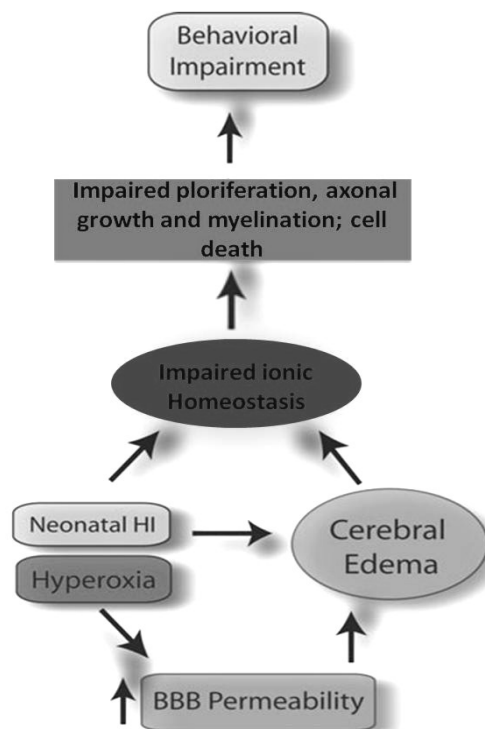 Behavioral
Impairment
Impaired ploriferation, axonal
growth and myelination; cell
death
Impaired ionic
Homeostasis
Neonatal HI
Hyperoxia
Cerebral
Edema
BBB Permeability